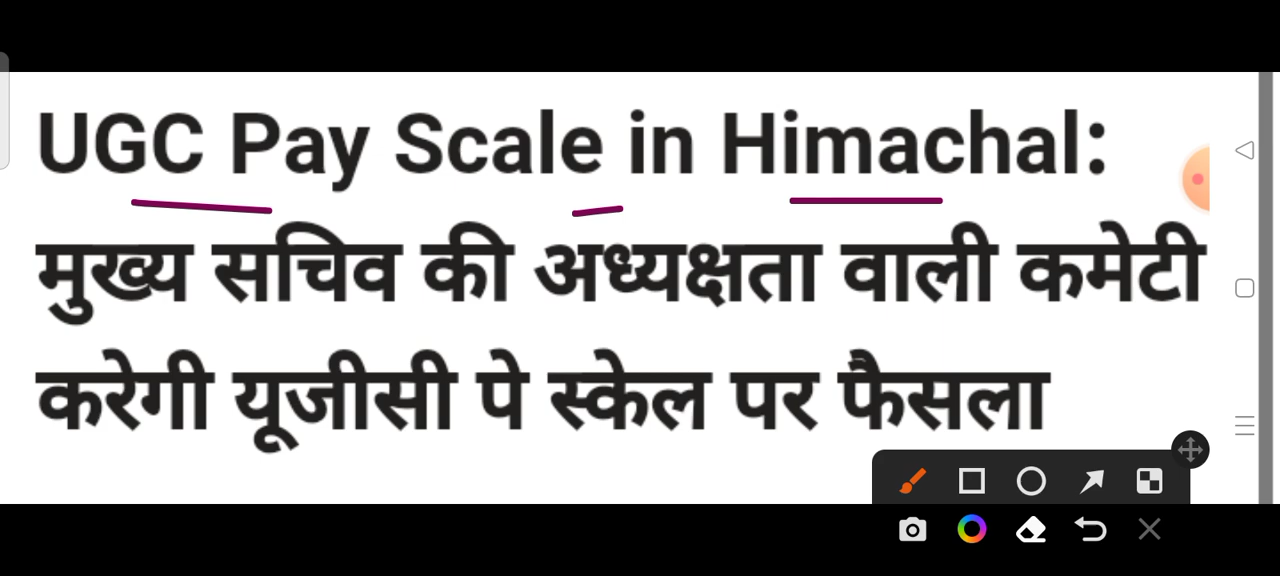 UGC Pay Scale in Himachal:
मुख्य सचिव की अध्यक्षता वाली कमेटी
करेगी यूजीसी पे स्केल पर फैसला